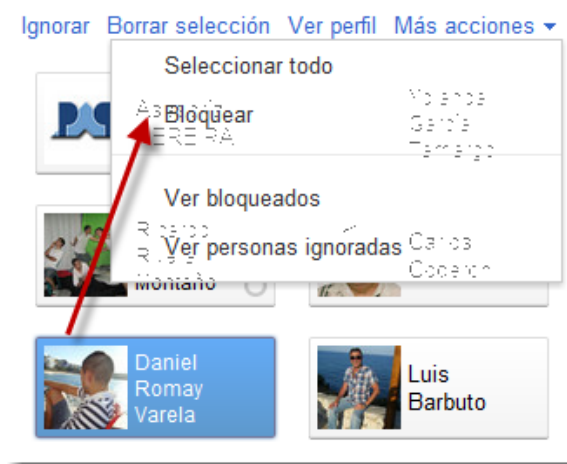 Ignorar Borrar selección Ver perfil Más acciones
Seleccionar todo
Bloquear
Ver bloqueados
Ver personas ignoradas
Montaño
Daniel
Romay
Varela
Luis
Barbuto